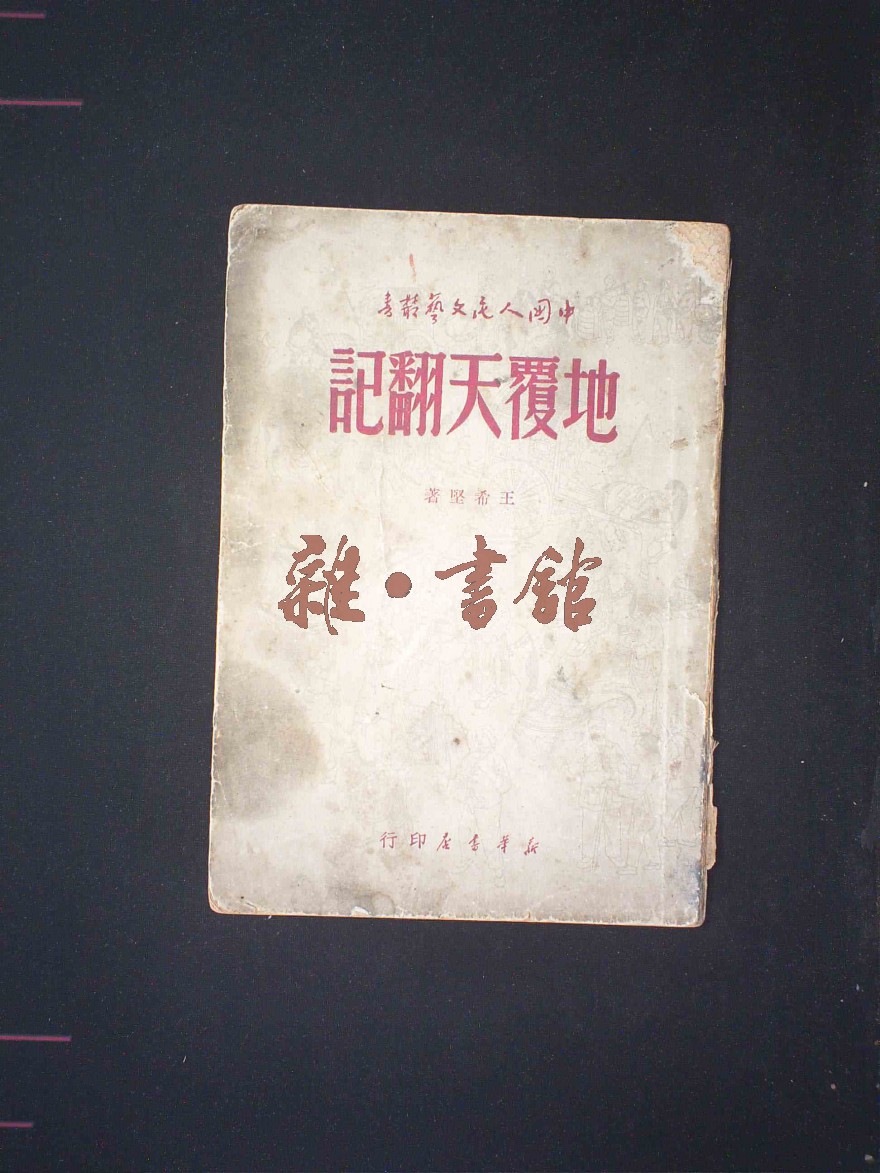 中國人民文藝叢書
地覆天翻記
王希堅著
雜·書館
新華書店印行